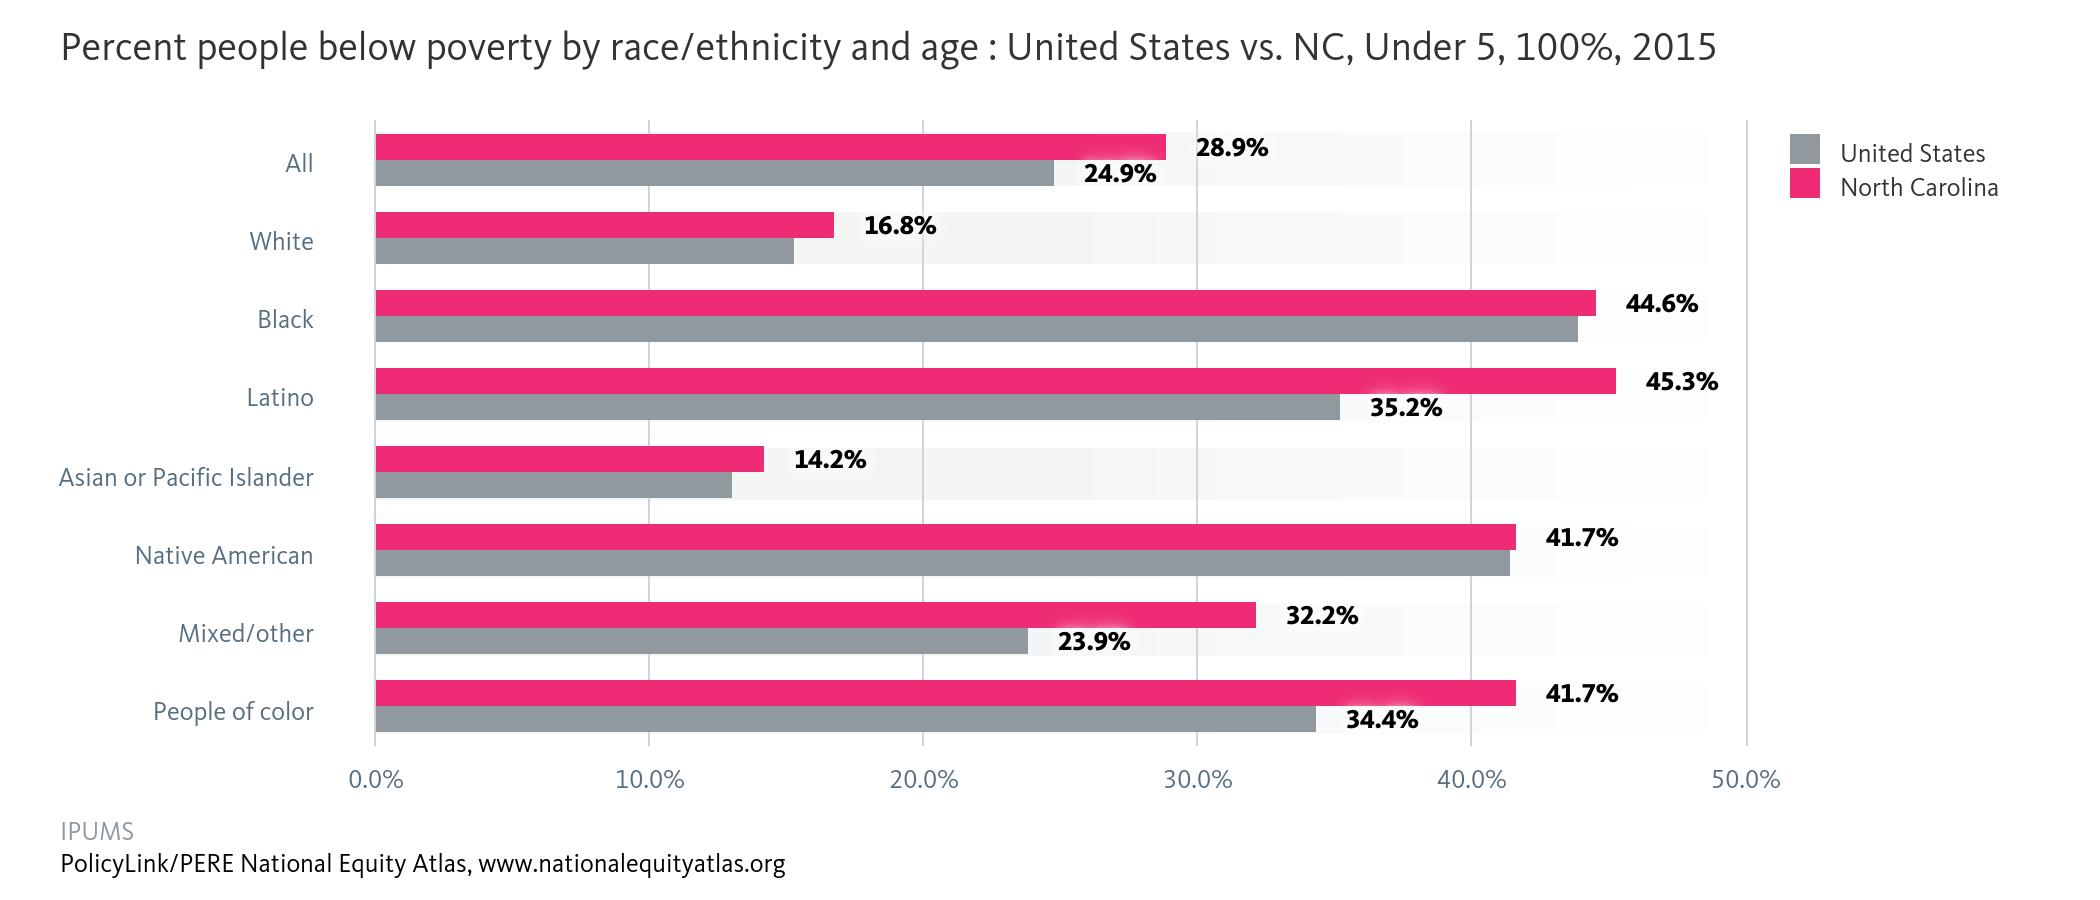 Percent people below poverty by race/ethnicity and age : United States vs. NC, Under 5, 100%, 2015
United States
North Carolina
All
28.9%
24.9%
White
16.8%
Black
44.6%
Latino
45.3%
35.2%
Asian or Pacific Islander
14.2%
Native American
41.7%
Mixed/other
32.2%
23.9%
People of color
41.7%
34.4%
0.0% 10.0% 20.0% 30.0% 40.0% 50.0%
IPUMS
PolicyLink/PERE National Equity Atlas, www.nationalequityatlas.org